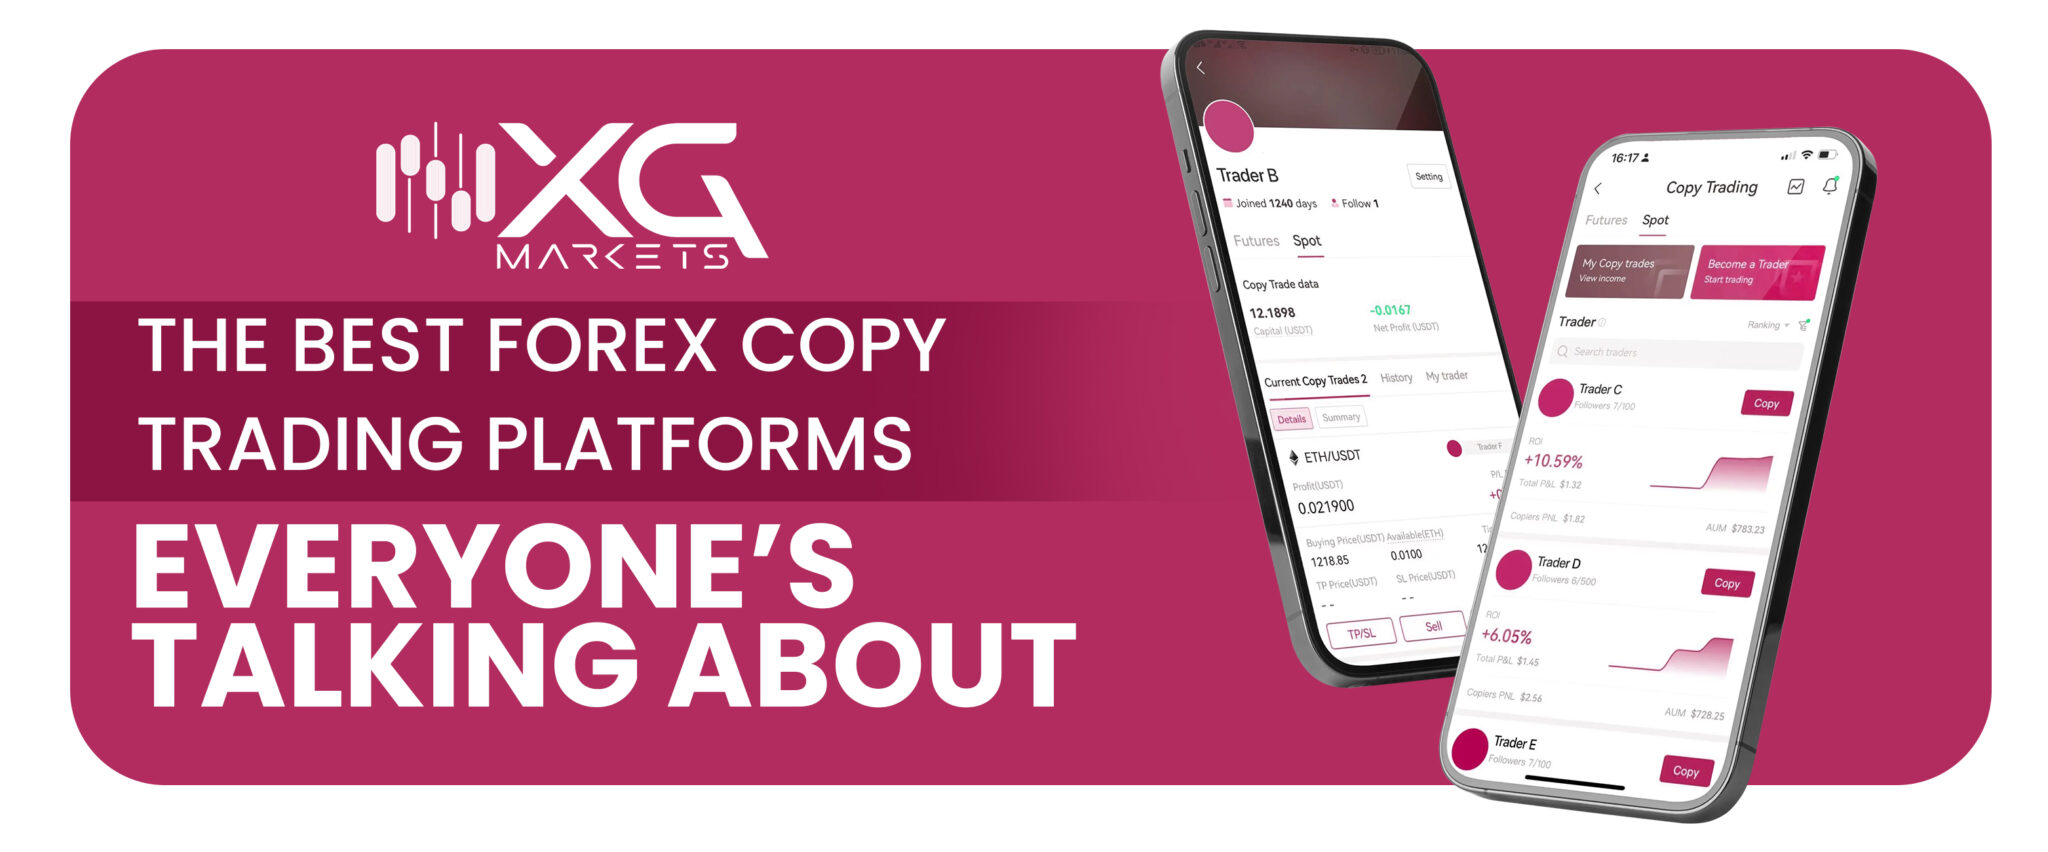 XG
MARKETS
THE BEST FOREX COPY
TRADING PLATFORMS
EVERYONE'S
TALKING ABOUT
Trader B
Setting
Joined 1240 days Follow 1
Futures Spot
Copy Trade data
12.1898 -0.0167
Capital (USDT) Net Profit (USDT)
Current Copy Trades 2 History My trader
Details Summary
ETH/USDT Trader F
Profit(USDT) P/L
0.021900
Buying Price(USDT) Available(ETH)
1218.85 0.0100
TP Price(USDT) SL Price(USDT)
-- --
TP/SL Sell
16:17
Copy Trading
Futures Spot
My Copy trades Become a Trader
View income Start trading
Trader Ranking
Search traders
Trader C
Followers 7/100 Copy
ROI
+10.59%
Total P&L $1.32
Copiers PNL $1.82 AUM $783.23
Trader D
Followers 6/500 Copy
ROI
+6.05%
Total P&L $1.45
Copiers PNL $2.56 AUM $728.25
Trader E
Followers 7/100 Copy